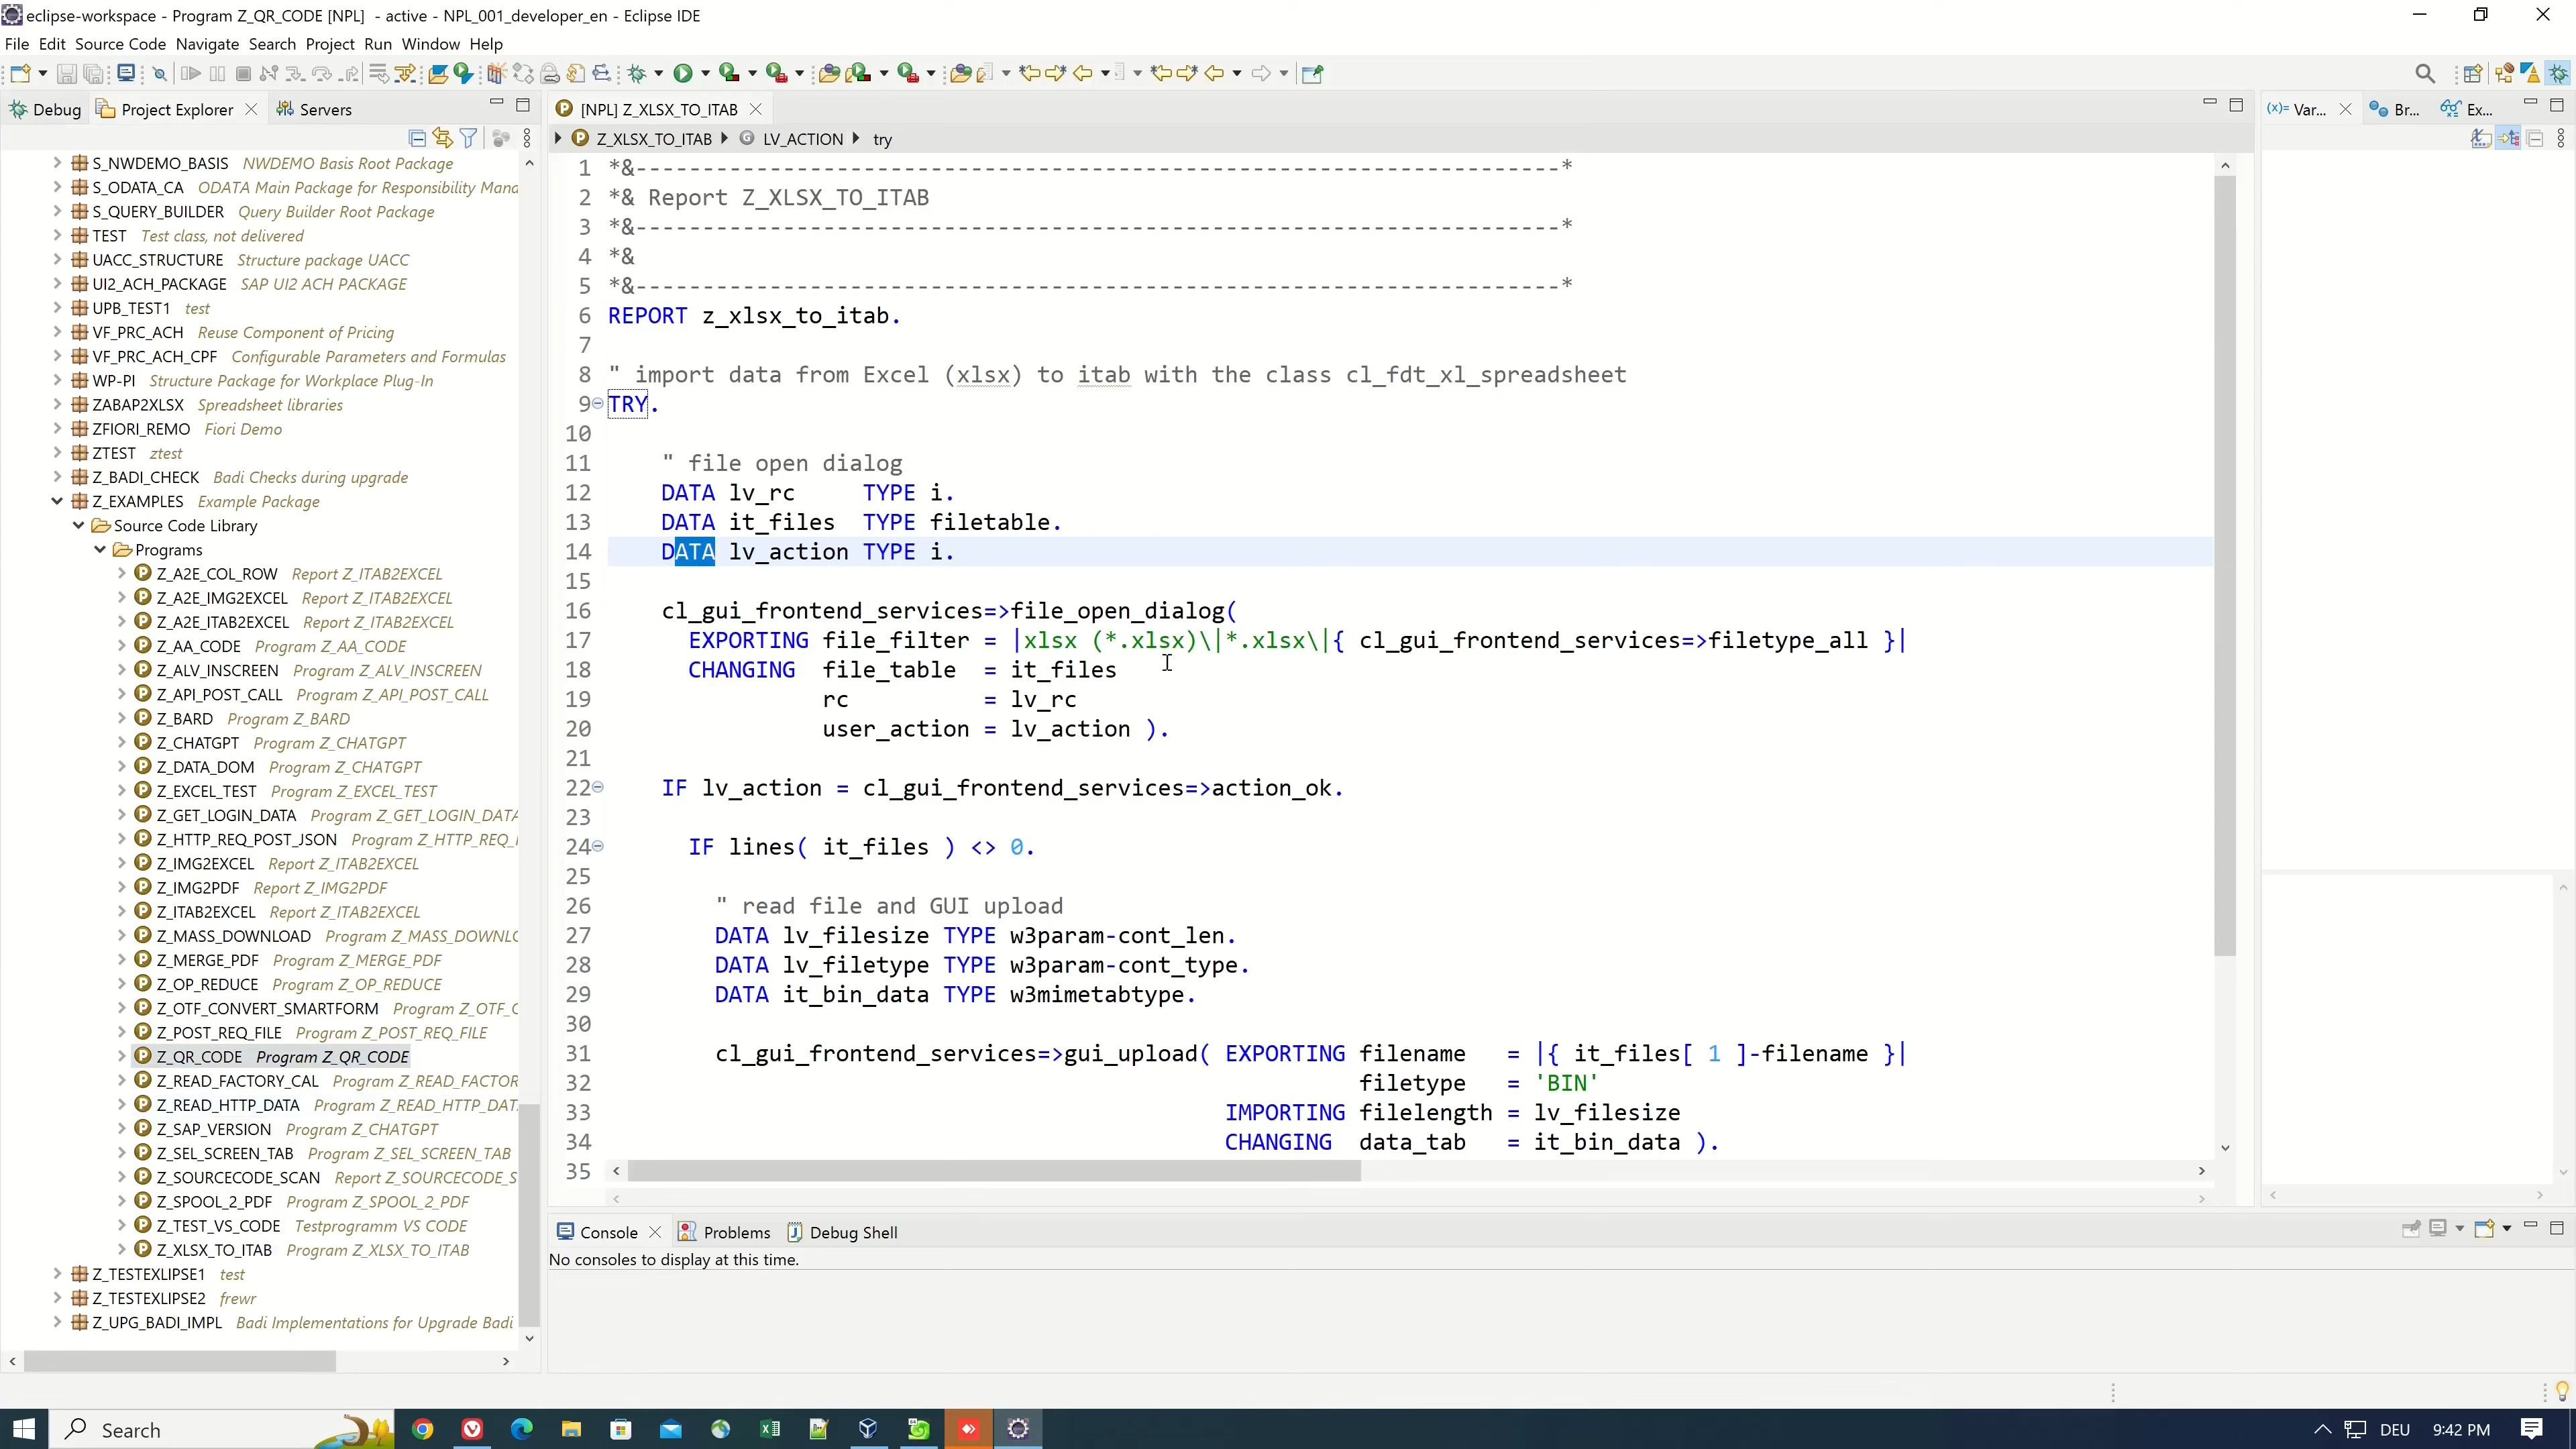 eclipse-workspace - Program Z_QR_CODE [NPL]  - active - NPL_001_developer_en - Eclipse IDE
File Edit Source Code Navigate Search Project Run Window Help
Debug Project Explorer Servers
[NPL] Z_XLSX_TO_ITAB
(x)= Var... Br... Ex...
Z_XLSX_TO_ITAB LV_ACTION try
S_NWDEMO_BASIS NWDEMO Basis Root Package
S_ODATA_CA ODATA Main Package for Responsibility Mana
S_QUERY_BUILDER Query Builder Root Package
TEST Test class, not delivered
UACC_STRUCTURE Structure package UACC
UI2_ACH_PACKAGE SAP UI2 ACH PACKAGE
UPB_TEST1 test
VF_PRC_ACH Reuse Component of Pricing
VF_PRC_ACH_CPF Configurable Parameters and Formulas
WP-PI Structure Package for Workplace Plug-In
ZABAP2XLSX Spreadsheet libraries
ZFIORI_REMO Fiori Demo
ZTEST ztest
Z_BADI_CHECK Badi Checks during upgrade
Z_EXAMPLES Example Package
Source Code Library
Programs
Z_A2E_COL_ROW Report Z_ITAB2EXCEL
Z_A2E_IMG2EXCEL Report Z_ITAB2EXCEL
Z_A2E_ITAB2EXCEL Report Z_ITAB2EXCEL
Z_AA_CODE Program Z_AA_CODE
Z_ALV_INSCREEN Program Z_ALV_INSCREEN
Z_API_POST_CALL Program Z_API_POST_CALL
Z_BARD Program Z_BARD
Z_CHATGPT Program Z_CHATGPT
Z_DATA_DOM Program Z_CHATGPT
Z_EXCEL_TEST Program Z_EXCEL_TEST
Z_GET_LOGIN_DATA Program Z_GET_LOGIN_DATA
Z_HTTP_REQ_POST_JSON Program Z_HTTP_REQ_
Z_IMG2EXCEL Report Z_ITAB2EXCEL
Z_IMG2PDF Report Z_IMG2PDF
Z_ITAB2EXCEL Report Z_ITAB2EXCEL
Z_MASS_DOWNLOAD Program Z_MASS_DOWNLO
Z_MERGE_PDF Program Z_MERGE_PDF
Z_OP_REDUCE Program Z_OP_REDUCE
Z_OTF_CONVERT_SMARTFORM Program Z_OTF_C
Z_POST_REQ_FILE Program Z_POST_REQ_FILE
Z_QR_CODE Program Z_QR_CODE
Z_READ_FACTORY_CAL Program Z_READ_FACTOR
Z_READ_HTTP_DATA Program Z_READ_HTTP_DAT
Z_SAP_VERSION Program Z_CHATGPT
Z_SEL_SCREEN_TAB Program Z_SEL_SCREEN_TAB
Z_SOURCECODE_SCAN Report Z_SOURCECODE_S
Z_SPOOL_2_PDF Program Z_SPOOL_2_PDF
Z_TEST_VS_CODE Testprogramm VS CODE
Z_XLSX_TO_ITAB Program Z_XLSX_TO_ITAB
Z_TESTEXLIPSE1 test
Z_TESTEXLIPSE2 frewr
Z_UPG_BADI_IMPL Badi Implementations for Upgrade Badi
1 *&---------------------------------------------------------------------*
2 *& Report Z_XLSX_TO_ITAB
3 *&---------------------------------------------------------------------*
4 *&
5 *&---------------------------------------------------------------------*
6 REPORT z_xlsx_to_itab.
7
8 " import data from Excel (xlsx) to itab with the class cl_fdt_xl_spreadsheet
9 TRY.
10
11     " file open dialog
12     DATA lv_rc     TYPE i.
13     DATA it_files  TYPE filetable.
14     DATA lv_action TYPE i.
15
16     cl_gui_frontend_services=>file_open_dialog(
17       EXPORTING file_filter = |xlsx (*.xlsx)\|*.xlsx\|{ cl_gui_frontend_services=>filetype_all }|
18       CHANGING  file_table  = it_files
19                 rc          = lv_rc
20                 user_action = lv_action ).
21
22     IF lv_action = cl_gui_frontend_services=>action_ok.
23
24       IF lines( it_files ) <> 0.
25
26         " read file and GUI upload
27         DATA lv_filesize TYPE w3param-cont_len.
28         DATA lv_filetype TYPE w3param-cont_type.
29         DATA it_bin_data TYPE w3mimetabtype.
30
31         cl_gui_frontend_services=>gui_upload( EXPORTING filename   = |{ it_files[ 1 ]-filename }|
32                                                         filetype   = 'BIN'
33                                               IMPORTING filelength = lv_filesize
34                                               CHANGING  data_tab   = it_bin_data ).
35
Console Problems Debug Shell
No consoles to display at this time.
Search
DEU 9:42 PM